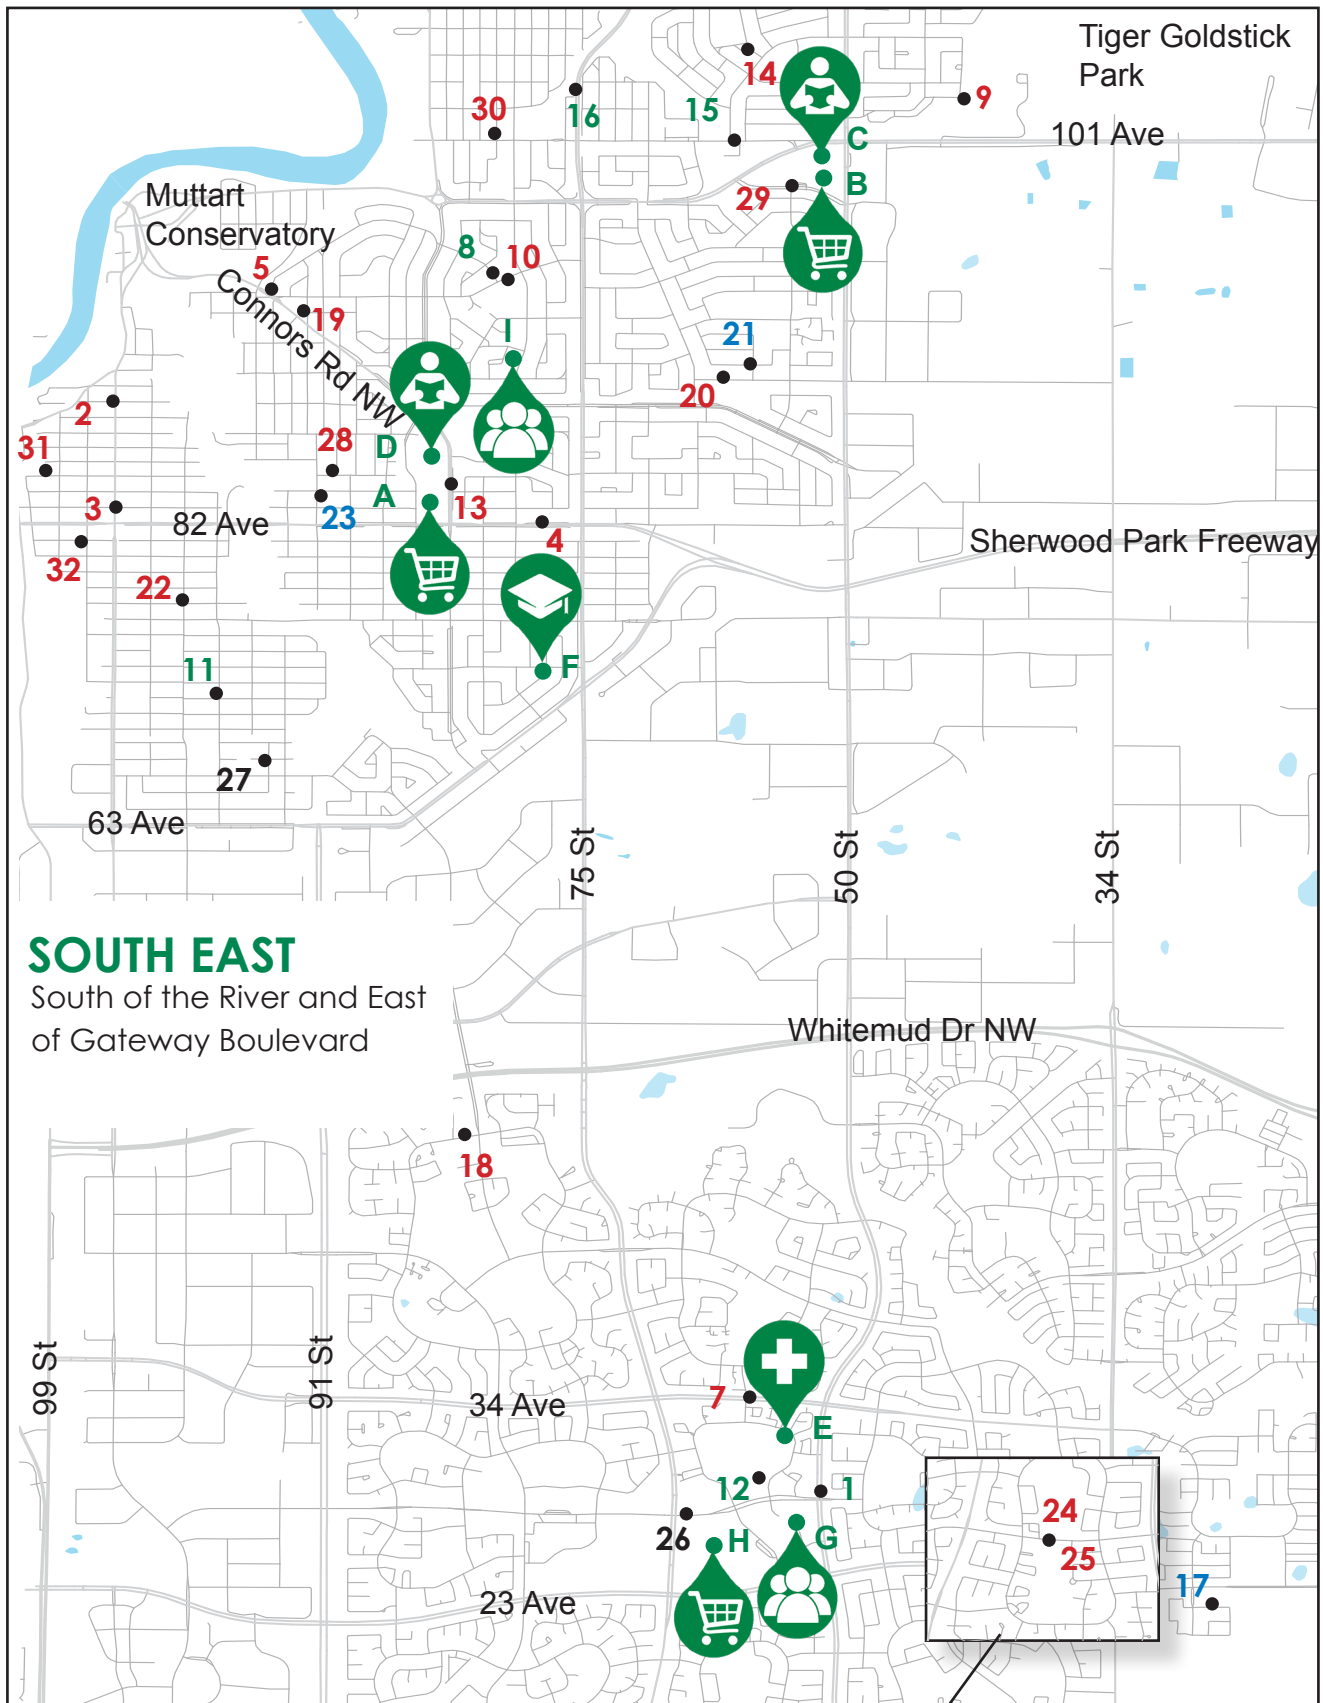 Tiger Goldstick
Park
14
9
30
16
15
C
101 Ave
B
29
Muttart
Conservatory
8
10
5
19
Connors Rd NW
I
21
20
2
31
28
D
A
13
3
23
82 Ave
4
Sherwood Park Freeway
32
22
11
F
27
63 Ave
75 St
50 St
34 St
SOUTH EAST
South of the River and East
of Gateway Boulevard
Whitemud Dr NW
18
99 St
91 St
34 Ave
7
E
12
1
26
H
G
24
25
17
23 Ave